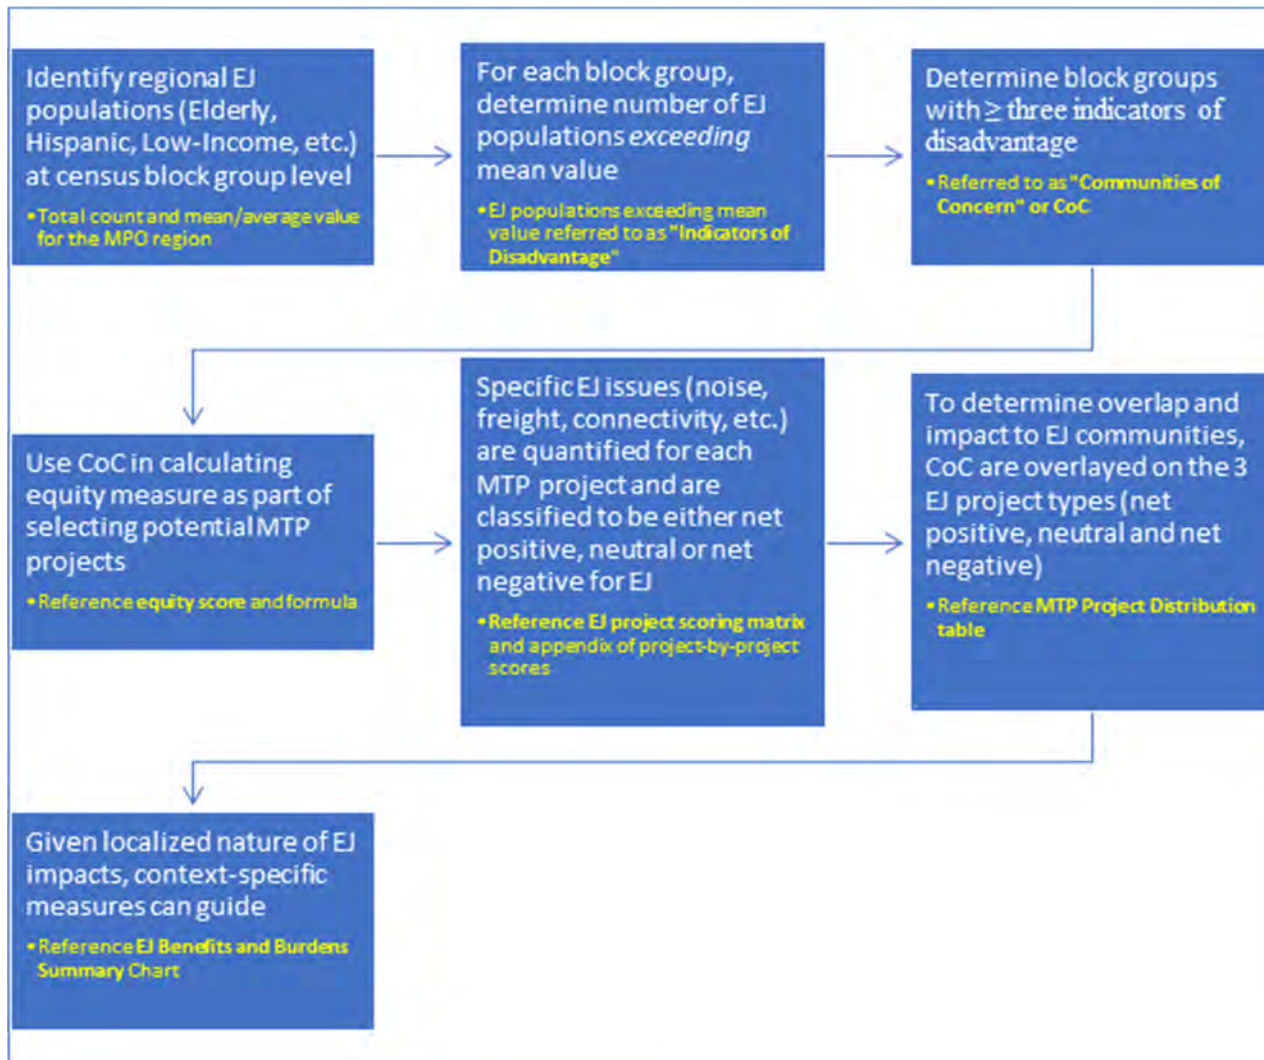 Identify regional EJ
populations (Elderly,
Hispanic, Low-Income, etc.)
at census block group level
•Total count and mean/average value
for the MPO region
For each block group,
determine number of EJ
populations exceeding
mean value
•EJ populations exceeding mean
value referred to as "Indicators of
Disadvantage"
Determine block groups
with ≥ three indicators of
disadvantage
•Referred to as "Communities of
Concern" or CoC
Use CoC in calculating
equity measure as part of
selecting potential MTP
projects
•Reference equity score and formula
Specific EJ issues (noise,
freight, connectivity, etc.)
are quantified for each
MTP project and are
classified to be either net
positive, neutral or net
negative for EJ
•Reference EJ project scoring matrix
and appendix of project-by-project
scores
To determine overlap and
impact to EJ communities,
CoC are overlayed on the 3
EJ project types (net
positive, neutral and net
negative)
•Reference MTP Project Distribution
table
Given localized nature of EJ
impacts, context-specific
measures can guide
•Reference EJ Benefits and Burdens
Summary Chart